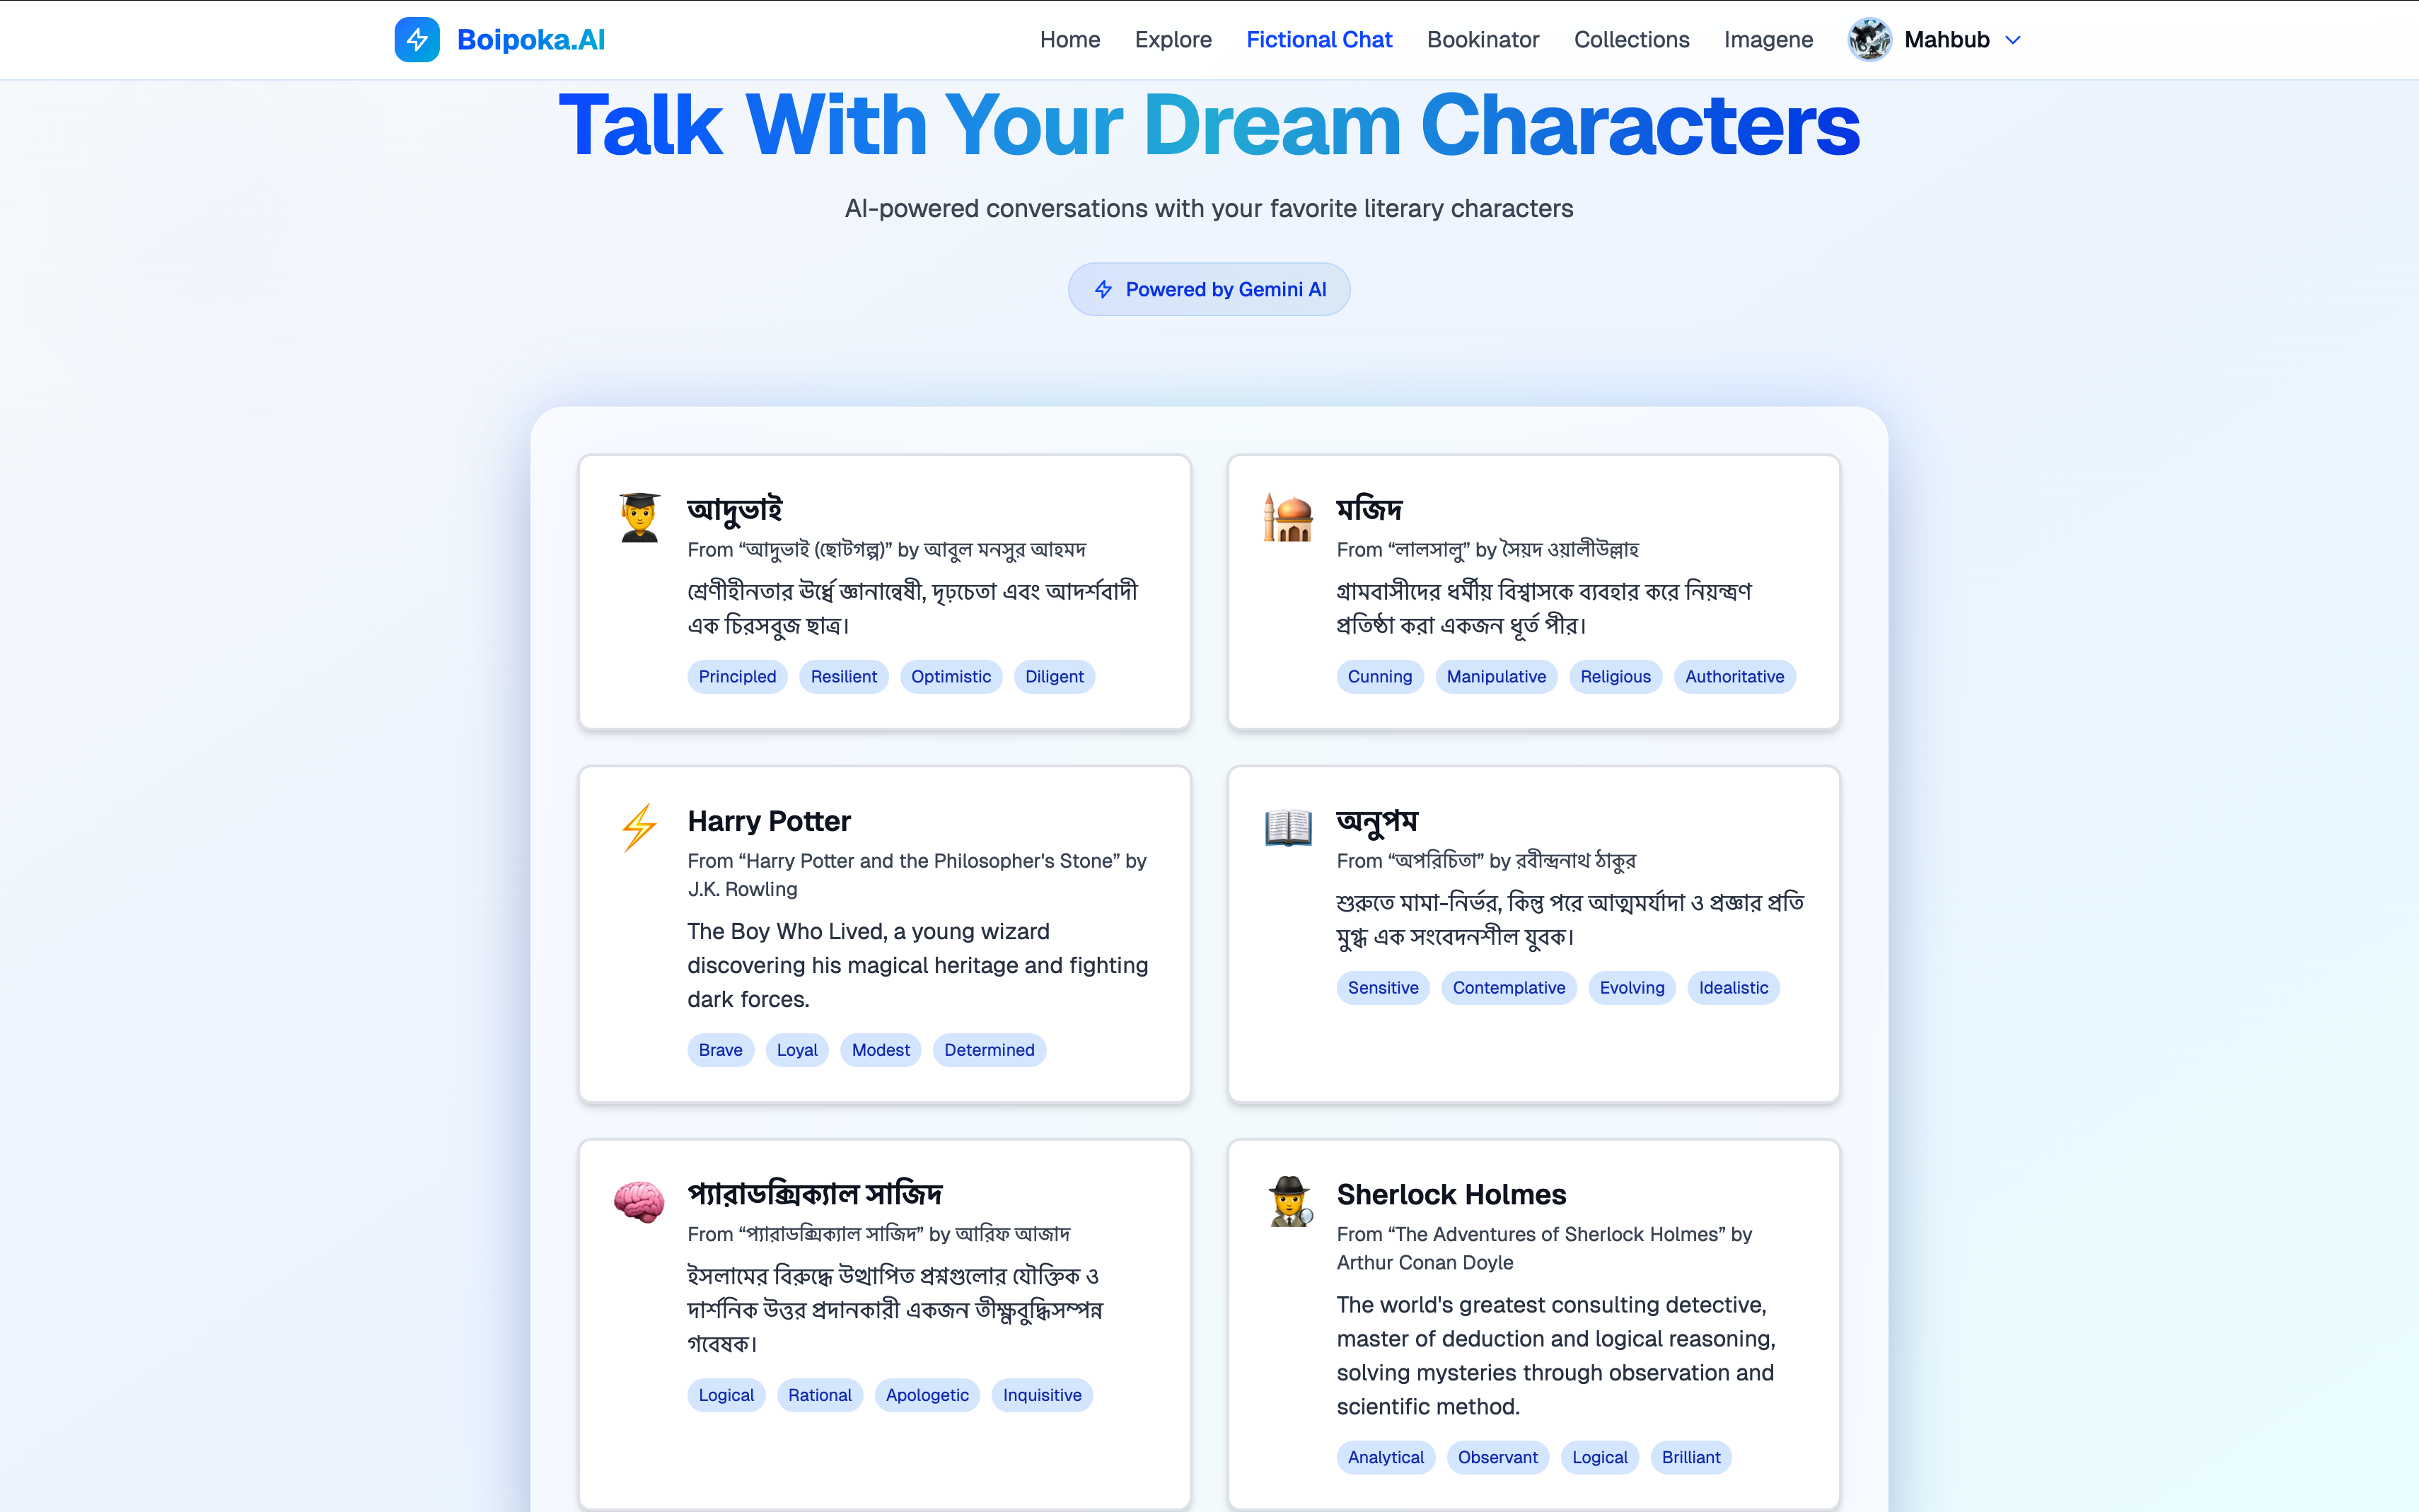 Boipoka.AI
Home Explore Fictional Chat Bookinator Collections Imagene Mahbub
Talk With Your Dream Characters
AI-powered conversations with your favorite literary characters
Powered by Gemini AI
আদুভাই
From “আদুভাই (ছোটগল্প)” by আবুল মনসুর আহমদ
শ্রেণীহীনতার ঊর্ধ্বে জ্ঞানান্বেষী, দৃঢ়চেতা এবং আদর্শবাদী
এক চিরসবুজ ছাত্র।
Principled Resilient Optimistic Diligent
মজিদ
From “লালসালু” by সৈয়দ ওয়ালীউল্লাহ
গ্রামবাসীদের ধর্মীয় বিশ্বাসকে ব্যবহার করে নিয়ন্ত্রণ
প্রতিষ্ঠা করা একজন ধূর্ত পীর।
Cunning Manipulative Religious Authoritative
Harry Potter
From “Harry Potter and the Philosopher's Stone” by
J.K. Rowling
The Boy Who Lived, a young wizard
discovering his magical heritage and fighting
dark forces.
Brave Loyal Modest Determined
অনুপম
From “অপরিচিতা” by রবীন্দ্রনাথ ঠাকুর
শুরুতে মামা-নির্ভর, কিন্তু পরে আত্মমর্যাদা ও প্রজ্ঞার প্রতি
মুগ্ধ এক সংবেদনশীল যুবক।
Sensitive Contemplative Evolving Idealistic
প্যারাডক্সিক্যাল সাজিদ
From “প্যারাডক্সিক্যাল সাজিদ” by আরিফ আজাদ
ইসলামের বিরুদ্ধে উত্থাপিত প্রশ্নগুলোর যৌক্তিক ও
দার্শনিক উত্তর প্রদানকারী একজন তীক্ষ্ণবুদ্ধিসম্পন্ন
গবেষক।
Logical Rational Apologetic Inquisitive
Sherlock Holmes
From “The Adventures of Sherlock Holmes” by
Arthur Conan Doyle
The world's greatest consulting detective,
master of deduction and logical reasoning,
solving mysteries through observation and
scientific method.
Analytical Observant Logical Brilliant